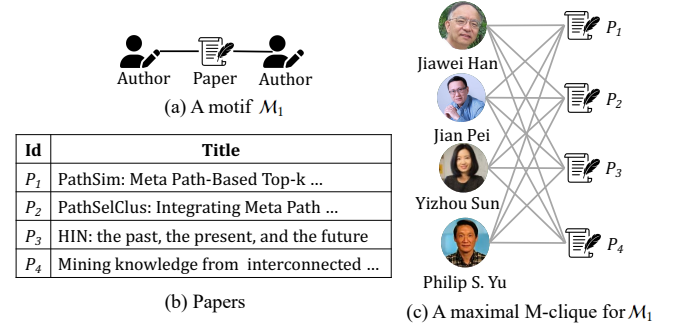 Author Paper Author
(a) A motif ℳ1
Id Title
P1 PathSim: Meta Path-Based Top-k ...
P2 PathSelClus: Integrating Meta Path ...
P3 HIN: the past, the present, and the future
P4 Mining knowledge from interconnected ...
(b) Papers
Jiawei Han
P1
Jian Pei
P2
Yizhou Sun
P3
Philip S. Yu
P4
(c) A maximal M-clique for ℳ1